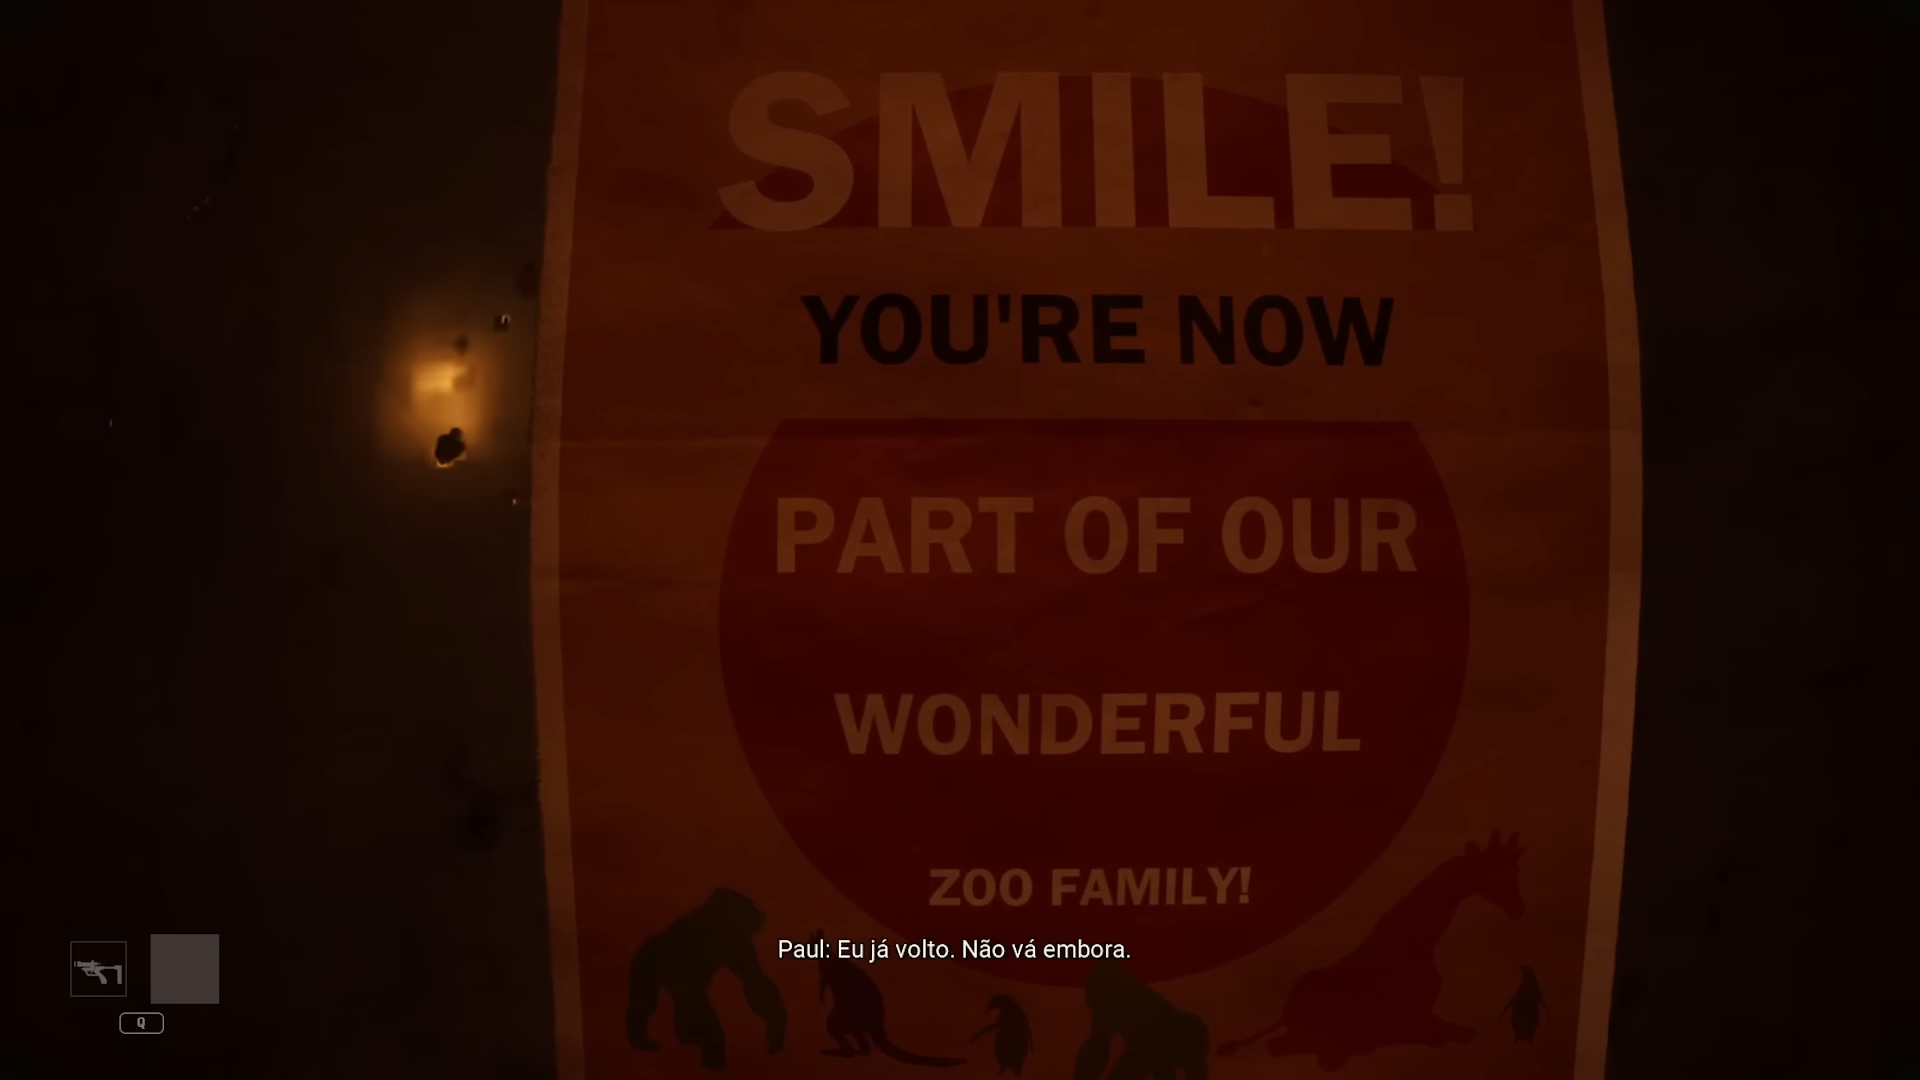 SMILE!
YOU'RE NOW
PART OF OUR
WONDERFUL
ZOO FAMILY!
Paul: Eu já volto. Não vá embora.
Q